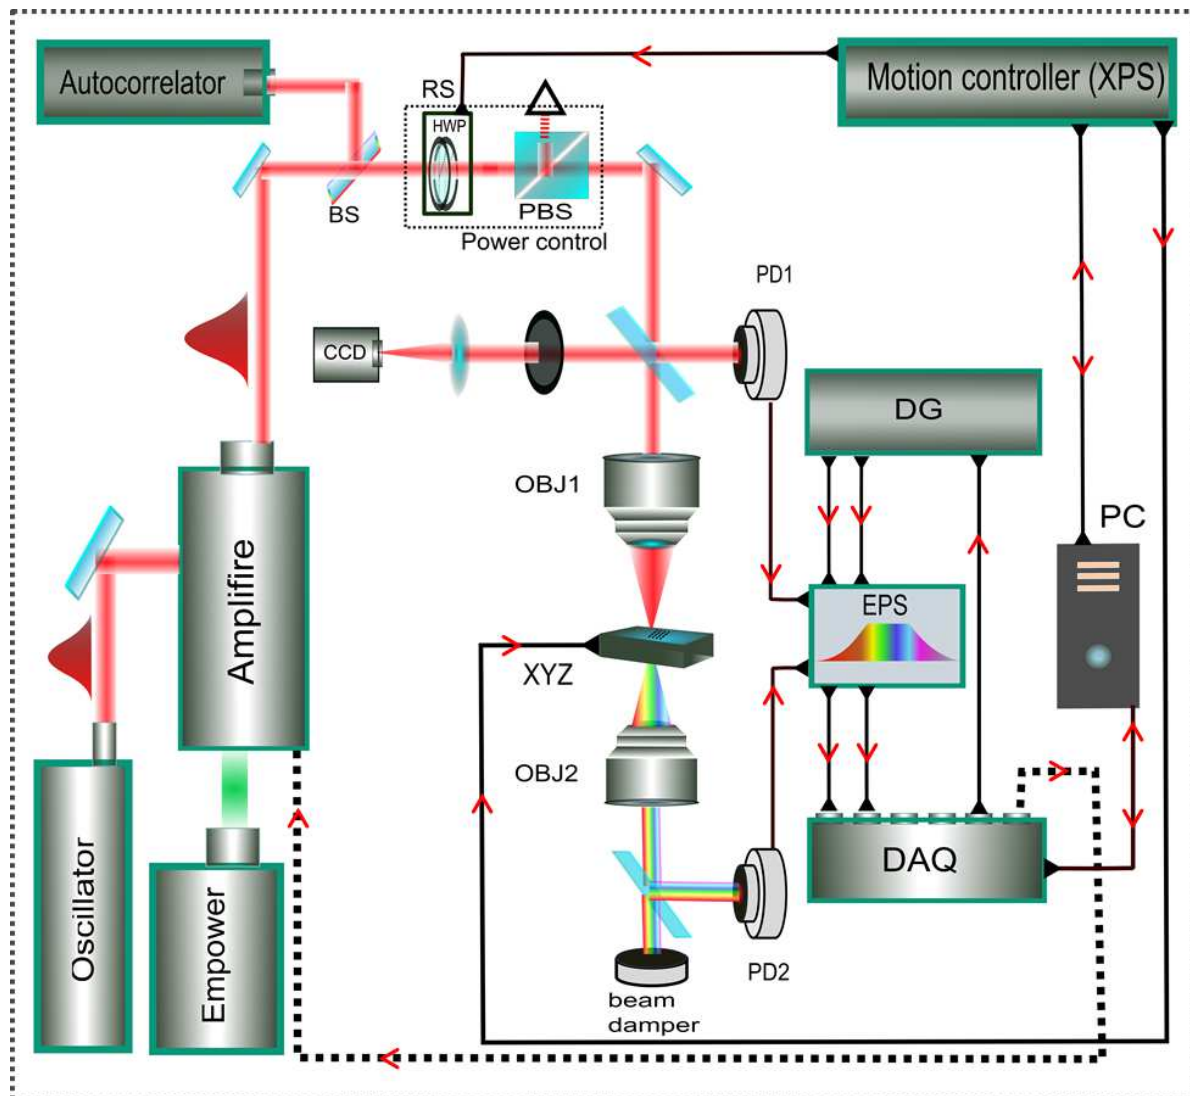 Autocorrelator
RS
HWP
Motion controller (XPS)
BS
PBS
Power control
PD1
CCD
DG
OBJ1
PC
Amplifire
EPS
XYZ
OBJ2
Oscillator
Empower
DAQ
PD2
beam
damper